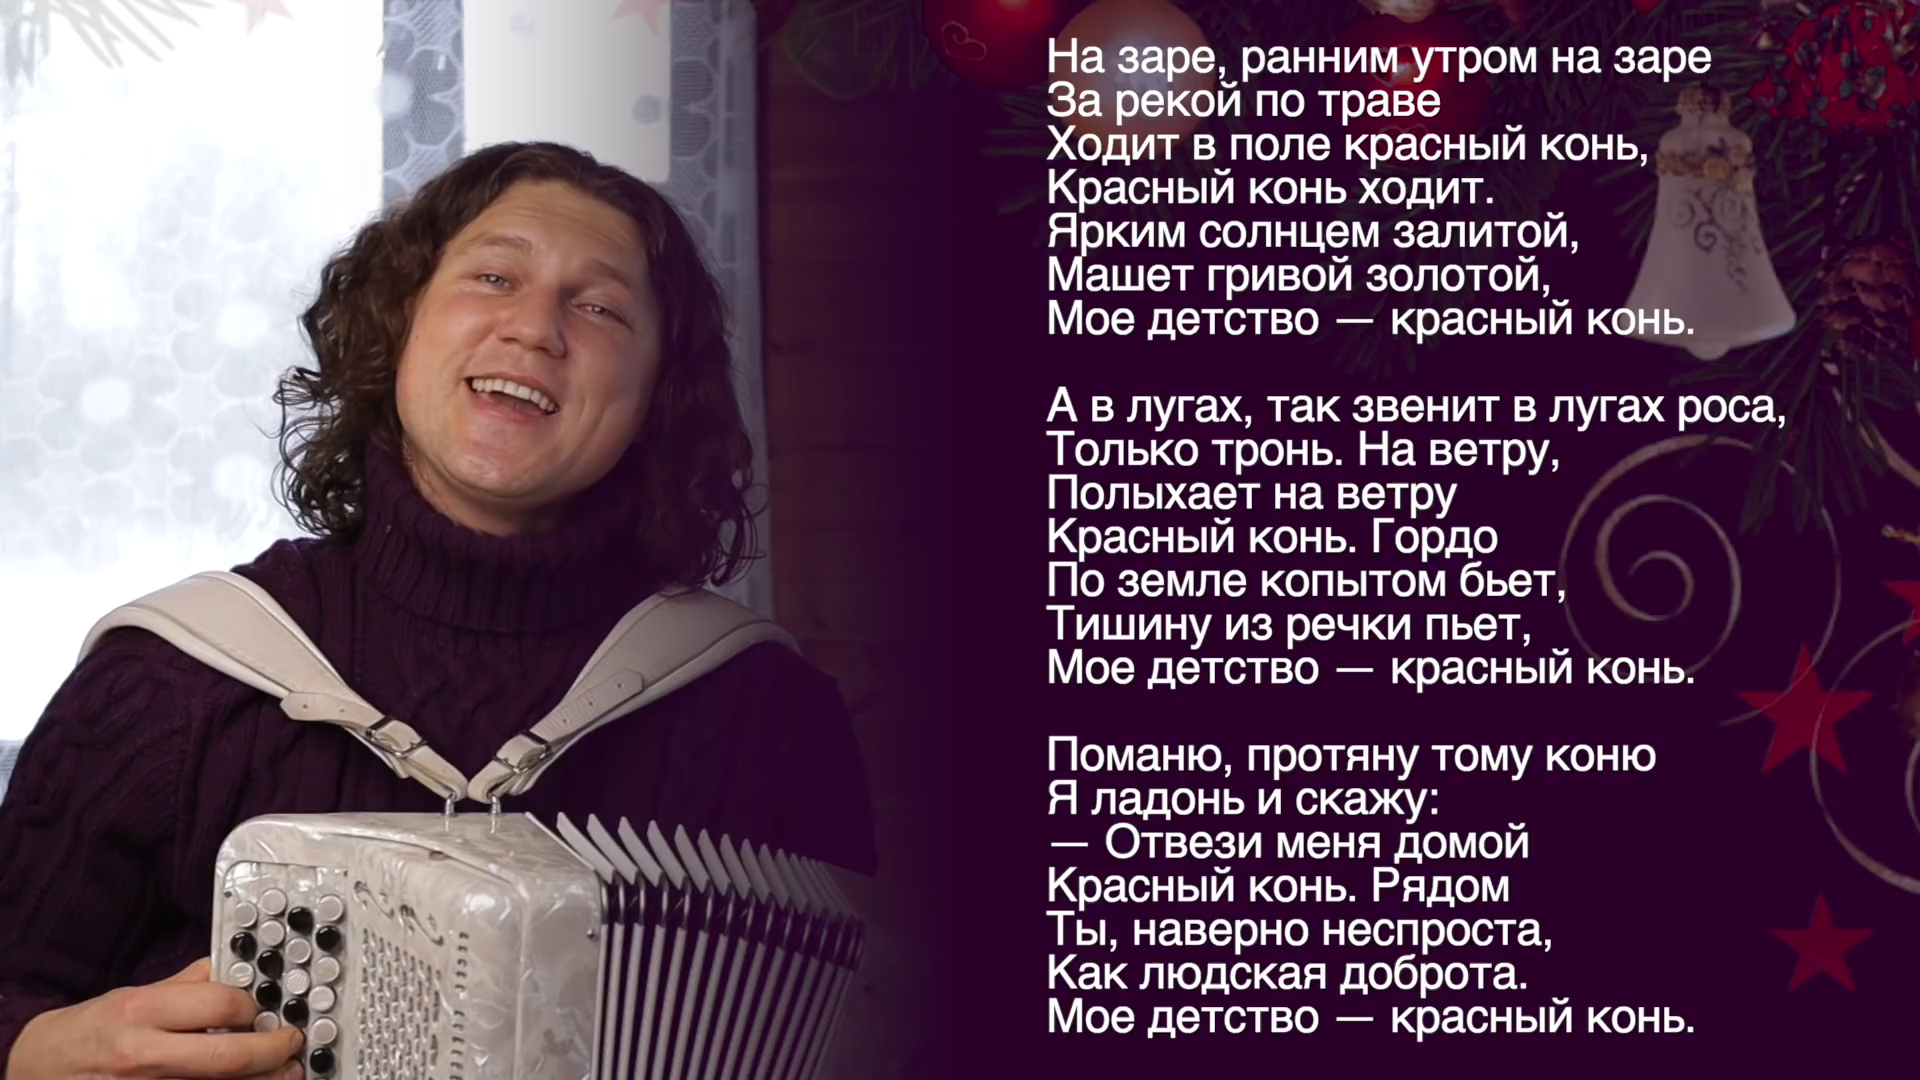 На заре, ранним утром на заре
За рекой по траве
Ходит в поле красный конь,
Красный конь ходит.
Ярким солнцем залитой,
Машет гривой золотой,
Мое детство — красный конь.
А в лугах, так звенит в лугах роса,
Только тронь. На ветру,
Полыхает на ветру
Красный конь. Гордо
По земле копытом бьет,
Тишину из речки пьет,
Мое детство — красный конь.
Поманю, протяну тому коню
Я ладонь и скажу:
— Отвези меня домой
Красный конь. Рядом
Ты, наверно неспроста,
Как людская доброта.
Мое детство — красный конь.